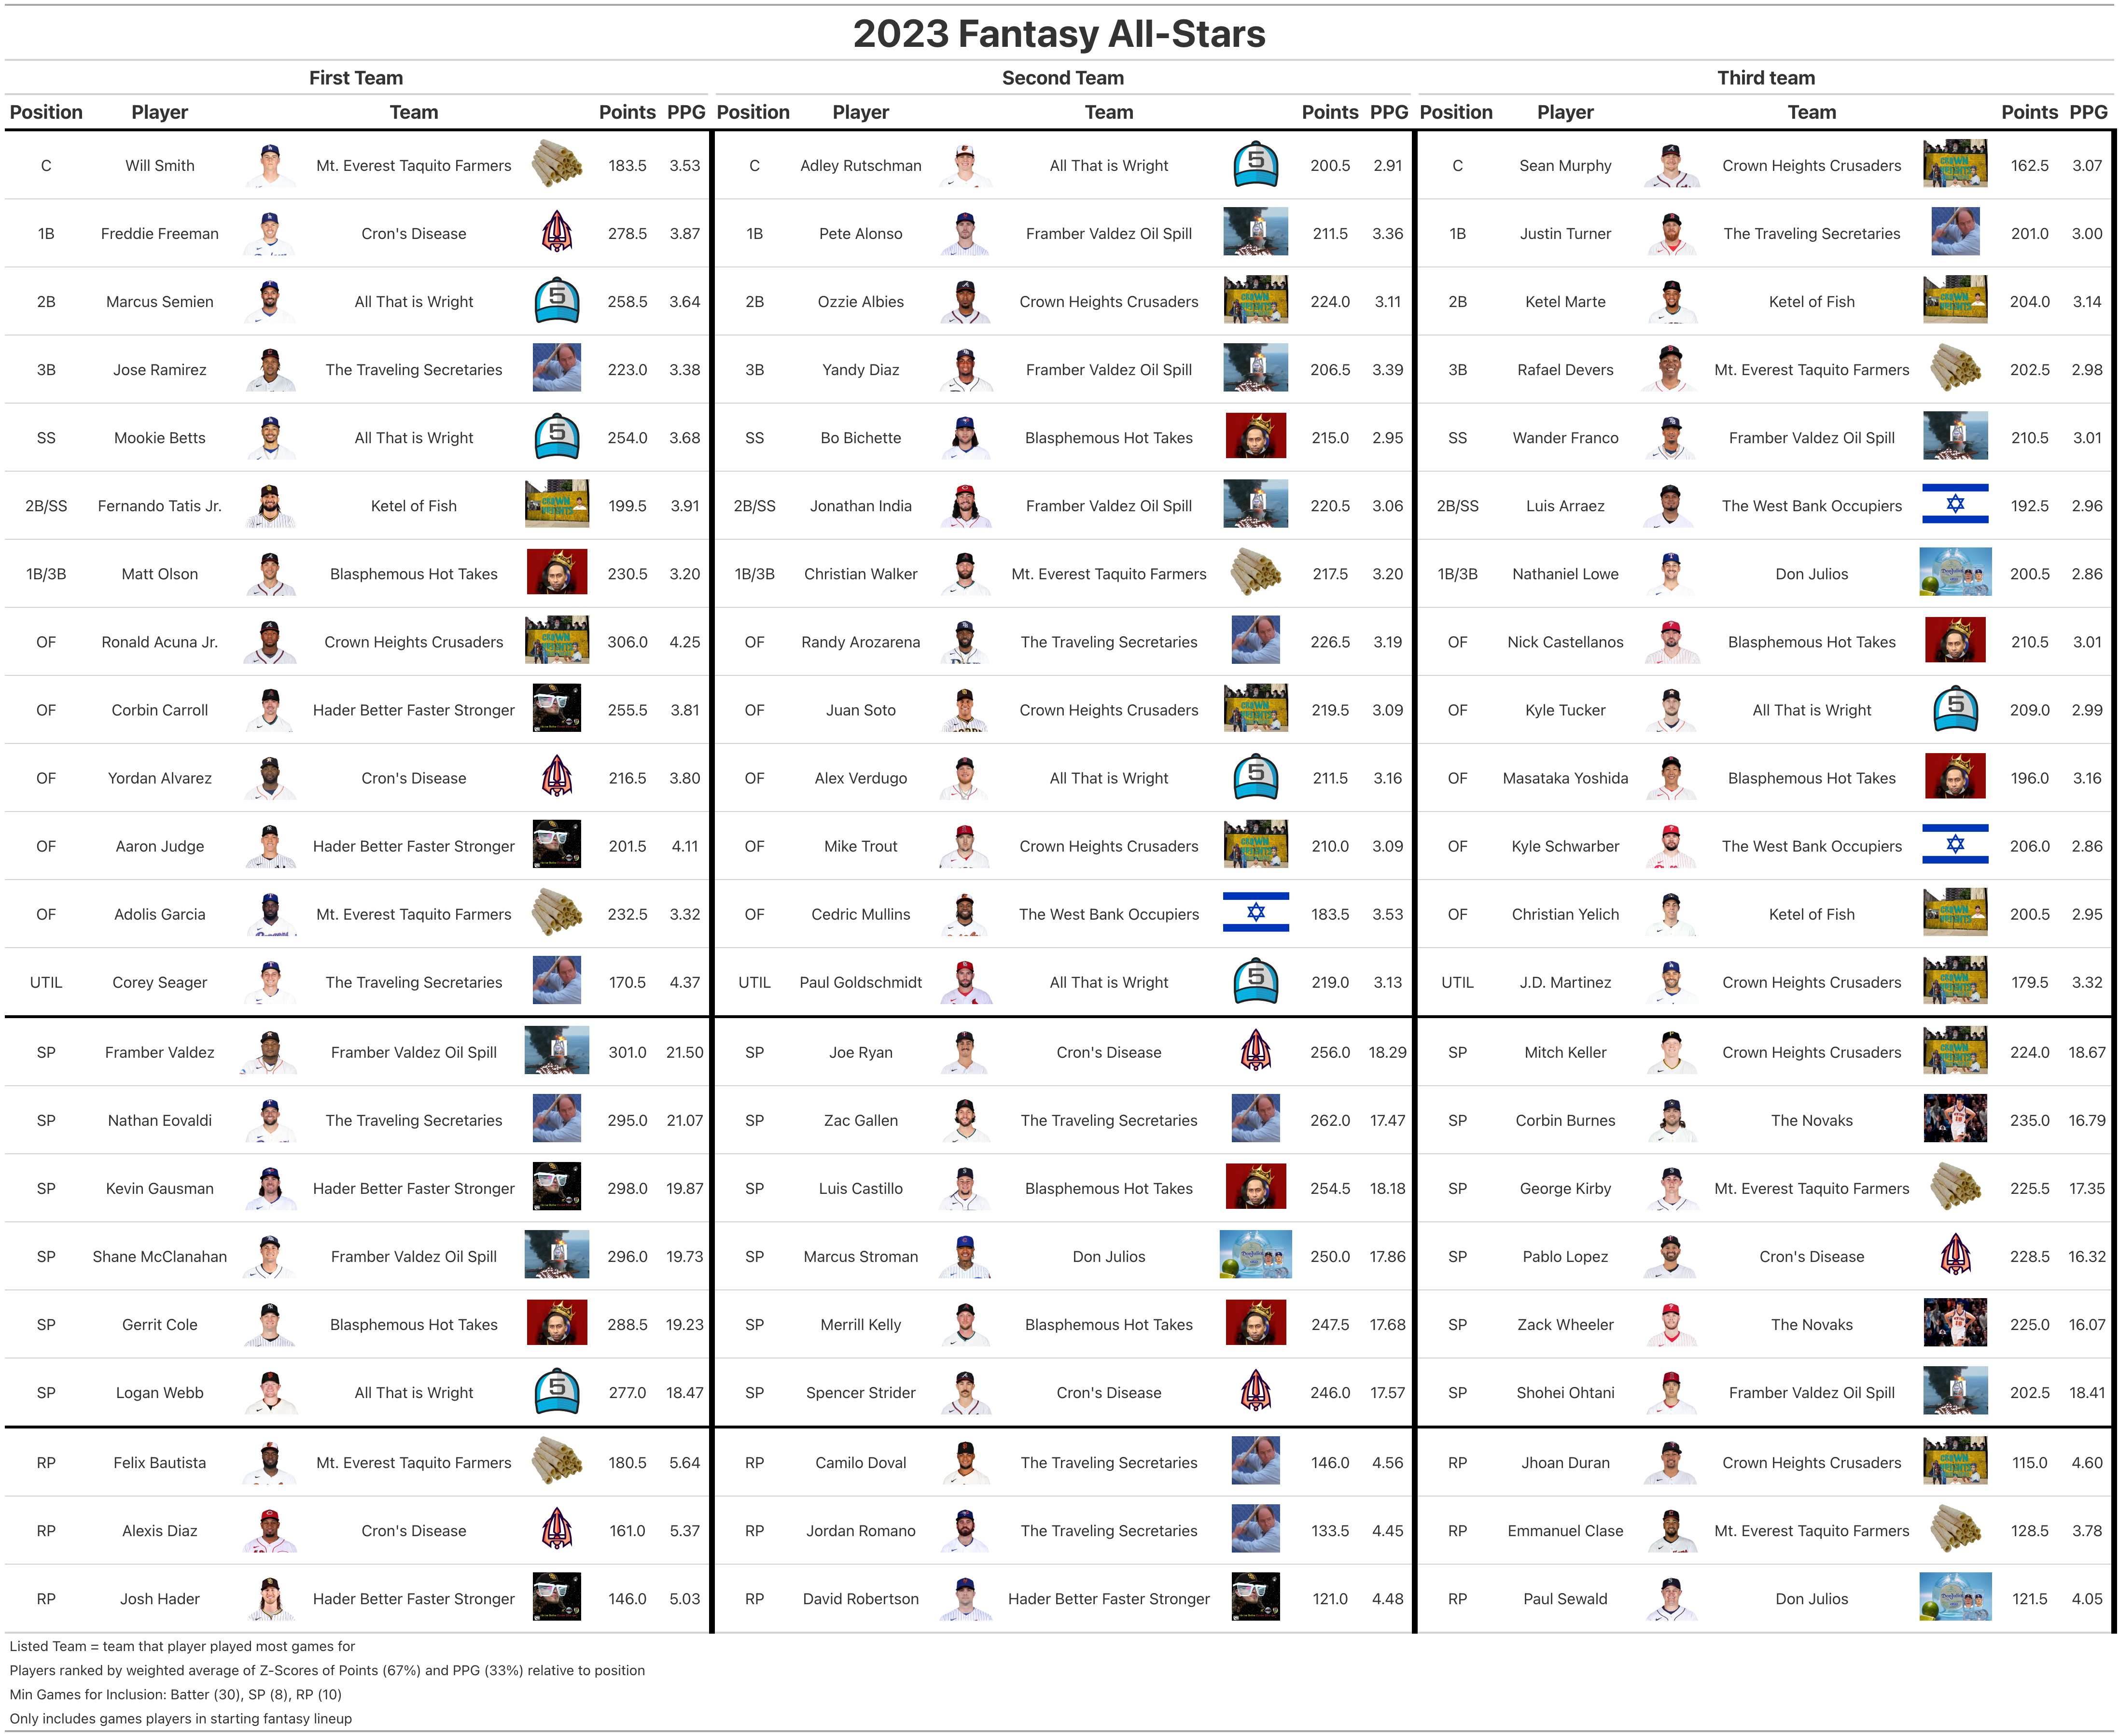 2023 Fantasy All-Stars
First Team Second Team Third team
Position Player Team Points PPG Position Player Team Points PPG Position Player Team Points PPG
C Will Smith Mt. Everest Taquito Farmers 183.5 3.53 C Adley Rutschman All That is Wright 5 200.5 2.91 C Sean Murphy Crown Heights Crusaders 162.5 3.07
1B Freddie Freeman Cron's Disease 278.5 3.87 1B Pete Alonso Framber Valdez Oil Spill 211.5 3.36 1B Justin Turner The Traveling Secretaries 201.0 3.00
2B Marcus Semien All That is Wright 5 258.5 3.64 2B Ozzie Albies Crown Heights Crusaders 224.0 3.11 2B Ketel Marte Ketel of Fish 204.0 3.14
3B Jose Ramirez The Traveling Secretaries 223.0 3.38 3B Yandy Diaz Framber Valdez Oil Spill 206.5 3.39 3B Rafael Devers Mt. Everest Taquito Farmers 202.5 2.98
SS Mookie Betts All That is Wright 5 254.0 3.68 SS Bo Bichette Blasphemous Hot Takes 215.0 2.95 SS Wander Franco Framber Valdez Oil Spill 210.5 3.01
2B/SS Fernando Tatis Jr. Ketel of Fish 199.5 3.91 2B/SS Jonathan India Framber Valdez Oil Spill 220.5 3.06 2B/SS Luis Arraez The West Bank Occupiers 192.5 2.96
1B/3B Matt Olson Blasphemous Hot Takes 230.5 3.20 1B/3B Christian Walker Mt. Everest Taquito Farmers 217.5 3.20 1B/3B Nathaniel Lowe Don Julios 200.5 2.86
OF Ronald Acuna Jr. Crown Heights Crusaders 306.0 4.25 OF Randy Arozarena The Traveling Secretaries 226.5 3.19 OF Nick Castellanos Blasphemous Hot Takes 210.5 3.01
OF Corbin Carroll Hader Better Faster Stronger 255.5 3.81 OF Juan Soto Crown Heights Crusaders 219.5 3.09 OF Kyle Tucker All That is Wright 5 209.0 2.99
OF Yordan Alvarez Cron's Disease 216.5 3.80 OF Alex Verdugo All That is Wright 5 211.5 3.16 OF Masataka Yoshida Blasphemous Hot Takes 196.0 3.16
OF Aaron Judge Hader Better Faster Stronger 201.5 4.11 OF Mike Trout Crown Heights Crusaders 210.0 3.09 OF Kyle Schwarber The West Bank Occupiers 206.0 2.86
OF Adolis Garcia Mt. Everest Taquito Farmers 232.5 3.32 OF Cedric Mullins The West Bank Occupiers 183.5 3.53 OF Christian Yelich Ketel of Fish 200.5 2.95
UTIL Corey Seager The Traveling Secretaries 170.5 4.37 UTIL Paul Goldschmidt All That is Wright 5 219.0 3.13 UTIL J.D. Martinez Crown Heights Crusaders 179.5 3.32
SP Framber Valdez Framber Valdez Oil Spill 301.0 21.50 SP Joe Ryan Cron's Disease 256.0 18.29 SP Mitch Keller Crown Heights Crusaders 224.0 18.67
SP Nathan Eovaldi The Traveling Secretaries 295.0 21.07 SP Zac Gallen The Traveling Secretaries 262.0 17.47 SP Corbin Burnes The Novaks 235.0 16.79
SP Kevin Gausman Hader Better Faster Stronger 298.0 19.87 SP Luis Castillo Blasphemous Hot Takes 254.5 18.18 SP George Kirby Mt. Everest Taquito Farmers 225.5 17.35
SP Shane McClanahan Framber Valdez Oil Spill 296.0 19.73 SP Marcus Stroman Don Julios 250.0 17.86 SP Pablo Lopez Cron's Disease 228.5 16.32
SP Gerrit Cole Blasphemous Hot Takes 288.5 19.23 SP Merrill Kelly Blasphemous Hot Takes 247.5 17.68 SP Zack Wheeler The Novaks 225.0 16.07
SP Logan Webb All That is Wright 5 277.0 18.47 SP Spencer Strider Cron's Disease 246.0 17.57 SP Shohei Ohtani Framber Valdez Oil Spill 202.5 18.41
RP Felix Bautista Mt. Everest Taquito Farmers 180.5 5.64 RP Camilo Doval The Traveling Secretaries 146.0 4.56 RP Jhoan Duran Crown Heights Crusaders 115.0 4.60
RP Alexis Diaz Cron's Disease 161.0 5.37 RP Jordan Romano The Traveling Secretaries 133.5 4.45 RP Emmanuel Clase Mt. Everest Taquito Farmers 128.5 3.78
RP Josh Hader Hader Better Faster Stronger 146.0 5.03 RP David Robertson Hader Better Faster Stronger 121.0 4.48 RP Paul Sewald Don Julios 121.5 4.05
Listed Team = team that player played most games for
Players ranked by weighted average of Z-Scores of Points (67%) and PPG (33%) relative to position
Min Games for Inclusion: Batter (30), SP (8), RP (10)
Only includes games players in starting fantasy lineup